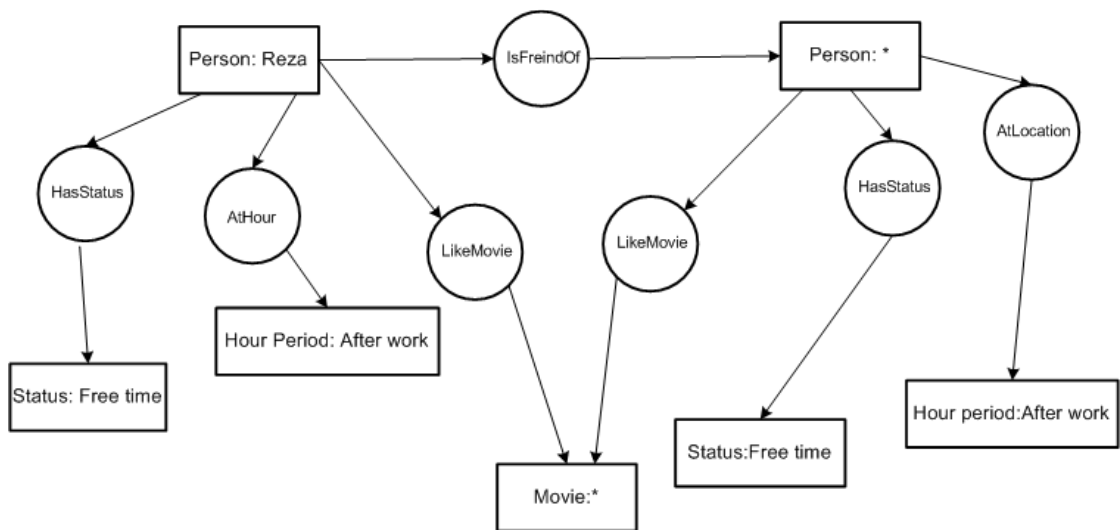 Person: Reza
IsFreindOf
Person: *
HasStatus
AtHour
LikeMovie
LikeMovie
HasStatus
AtLocation
Status: Free time
Hour Period: After work
Movie:*
Status:Free time
Hour period:After work